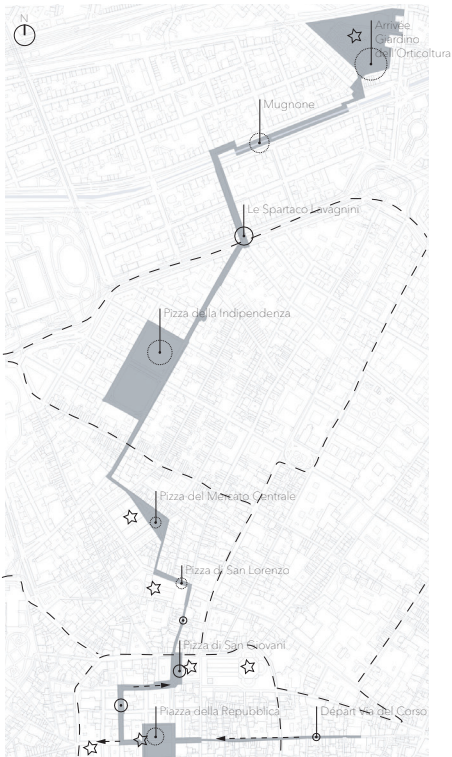 N
Arrivée
Giardino
dell'Orticoltura
Mugnone
Le Spartaco Lavagnini
Pizza della Indipendenza
Pizza del Mercato Centrale
Pizza di San Lorenzo
Pizza di San Giovani
Piazza della Repubblica
Départ Via del Corso